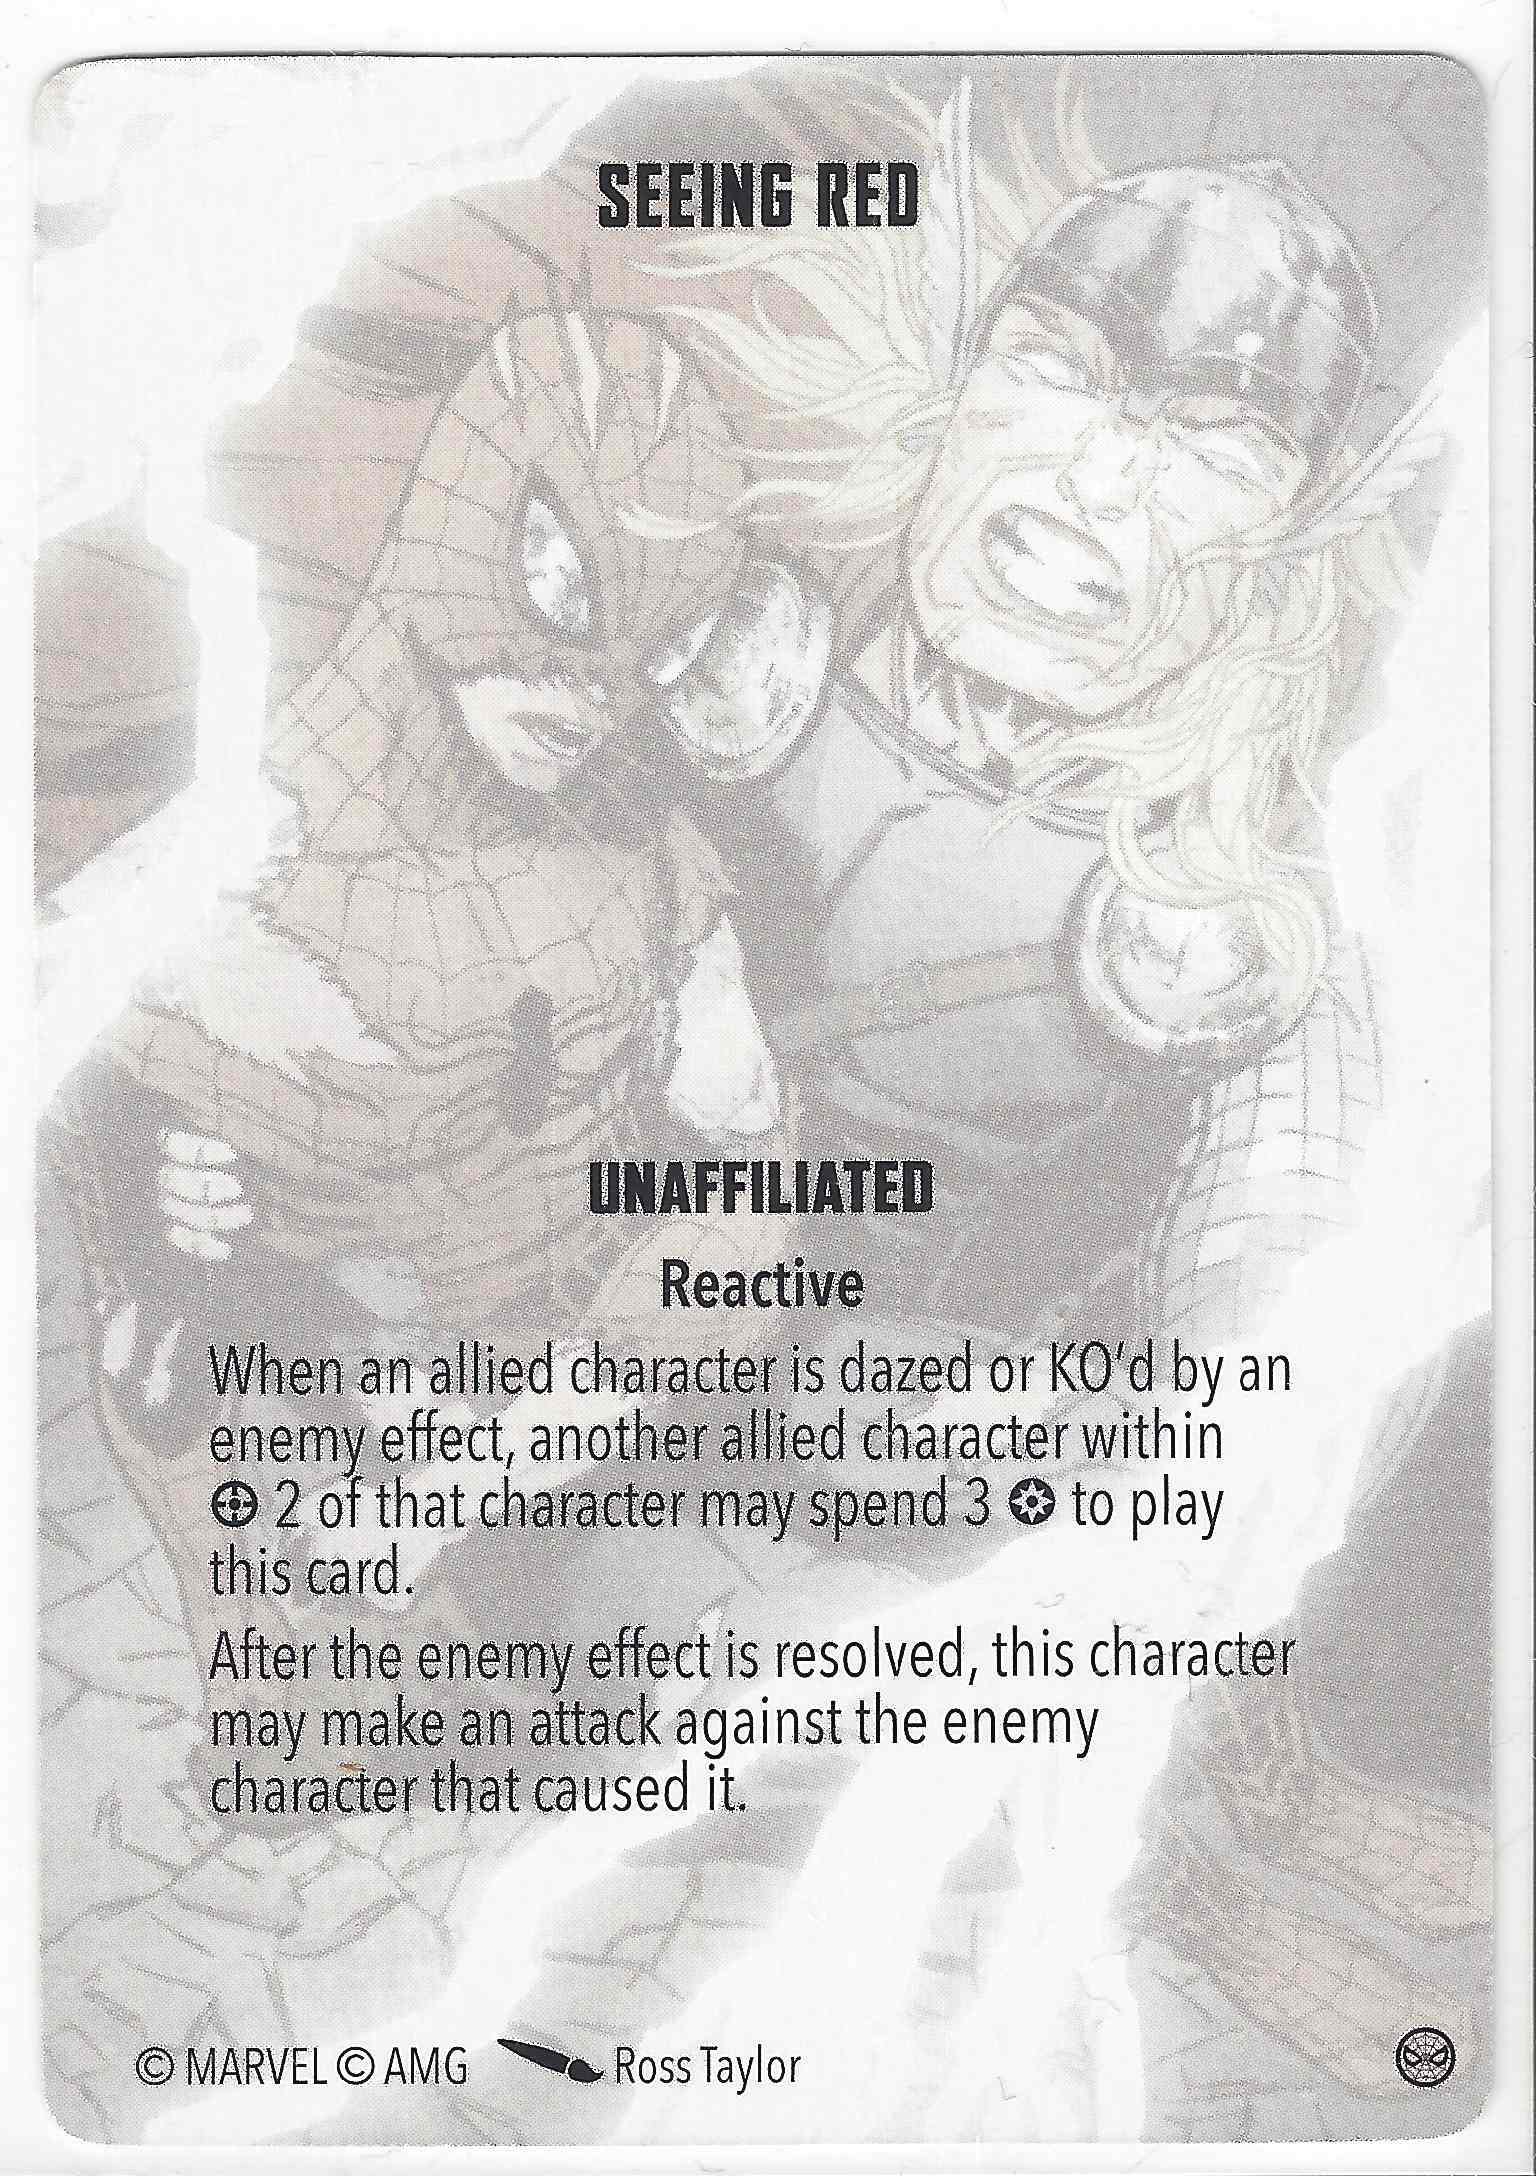 SEEING RED
UNAFFILIATED
Reactive
When an allied character is dazed or KO'd by an
enemy effect, another allied character within
2 of that character may spend 3 to play
this card.
After the enemy effect is resolved, this character
may make an attack against the enemy
character that caused it.
© MARVEL © AMG Ross Taylor